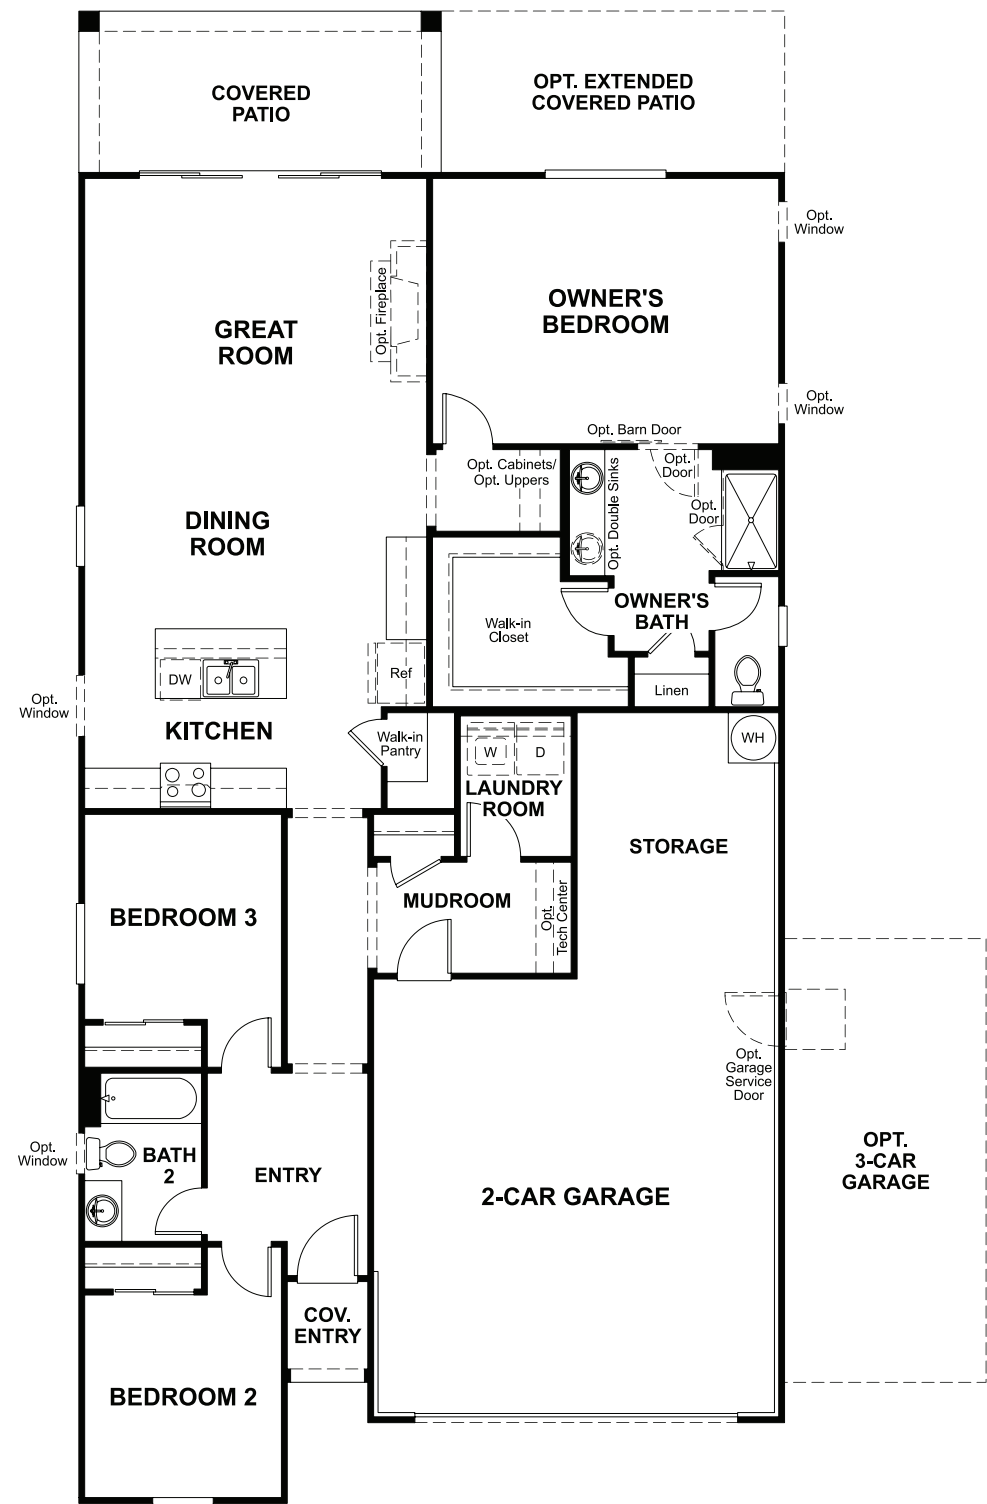 COVERED
PATIO
OPT. EXTENDED
COVERED PATIO
Opt.
Window
OWNER'S
BEDROOM
Opt. Fireplace
GREAT
ROOM
Opt.
Window
Opt. Barn Door
Opt. Cabinets/
Opt. Uppers
Opt. Double Sinks
Opt.
Door
Opt.
Door
DINING
ROOM
OWNER'S
BATH
Walk-in
Closet
Linen
DW
Ref
Opt.
Window
KITCHEN
Walk-in
Pantry
W
D
WH
LAUNDRY
ROOM
STORAGE
MUDROOM
Opt.
Tech Center
BEDROOM 3
Opt.
Garage
Service
Door
Opt.
Window
BATH
2
ENTRY
2-CAR GARAGE
OPT.
3-CAR
GARAGE
COV.
ENTRY
BEDROOM 2